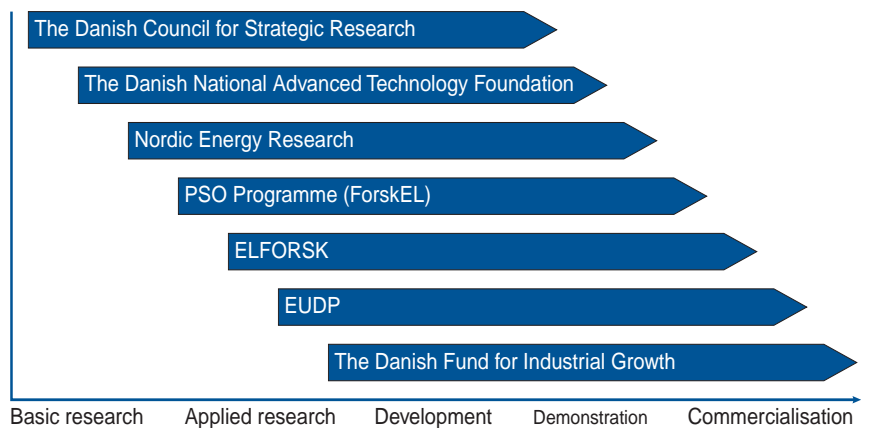 The Danish Council for Strategic Research
The Danish National Advanced Technology Foundation
Nordic Energy Research
PSO Programme (ForskEL)
ELFORSK
EUDP
The Danish Fund for Industrial Growth
Basic research Applied research Development Demonstration Commercialisation